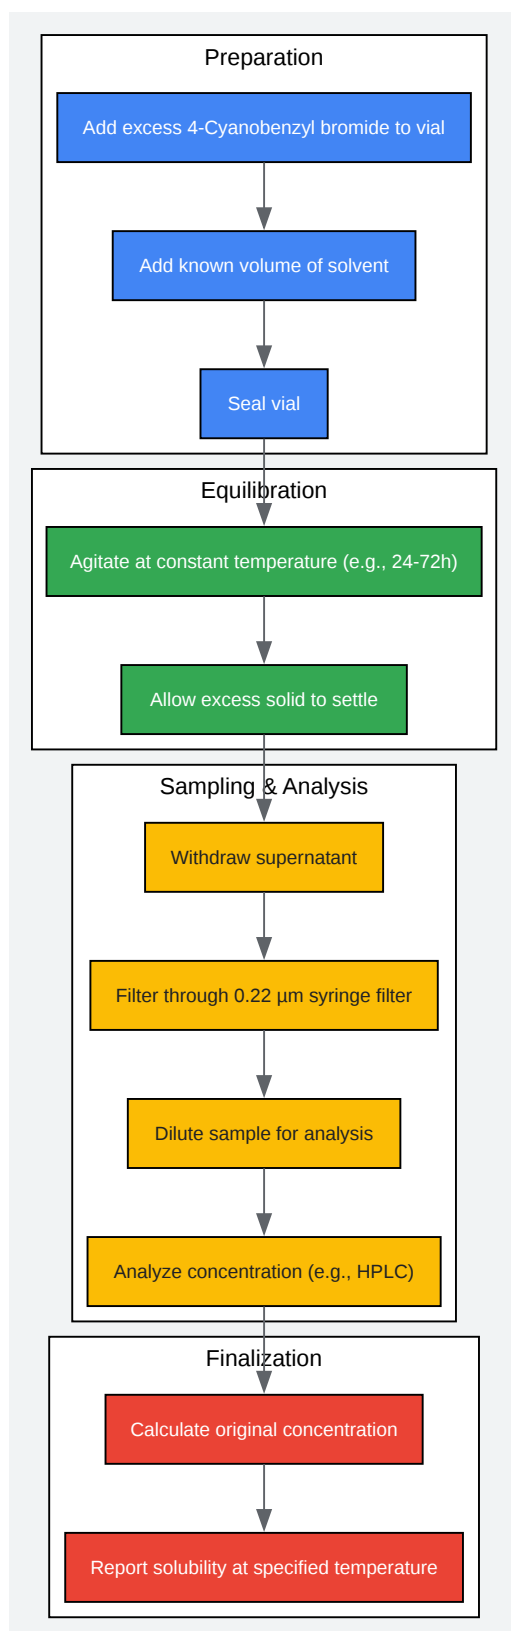 Preparation
Add excess 4-Cyanobenzyl bromide to vial
Add known volume of solvent
Seal vial
Equilibration
Agitate at constant temperature (e.g., 24-72h)
Allow excess solid to settle
Sampling & Analysis
Withdraw supernatant
Filter through 0.22 µm syringe filter
Dilute sample for analysis
Analyze concentration (e.g., HPLC)
Finalization
Calculate original concentration
Report solubility at specified temperature